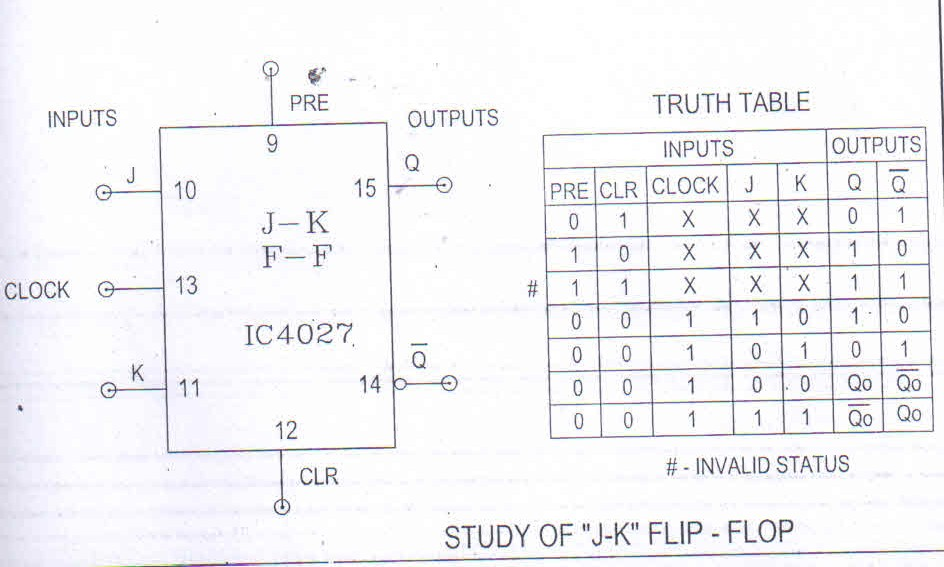 INPUTS
PRE
OUTPUTS
9
J
10
15
Q
J-K
F-F
CLOCK
13
IC4027
K
11
14
Q̅
12
CLR
TRUTH TABLE
INPUTS OUTPUTS
PRE CLR CLOCK J K Q Q̅
0 1 X X X 0 1
1 0 X X X 1 0
# 1 1 X X X 1 1
0 0 1 1 0 1 0
0 0 1 0 1 0 1
0 0 1 0 0 Qo Q̅o
0 0 1 1 1 Q̅o Qo
# - INVALID STATUS
STUDY OF "J-K" FLIP - FLOP